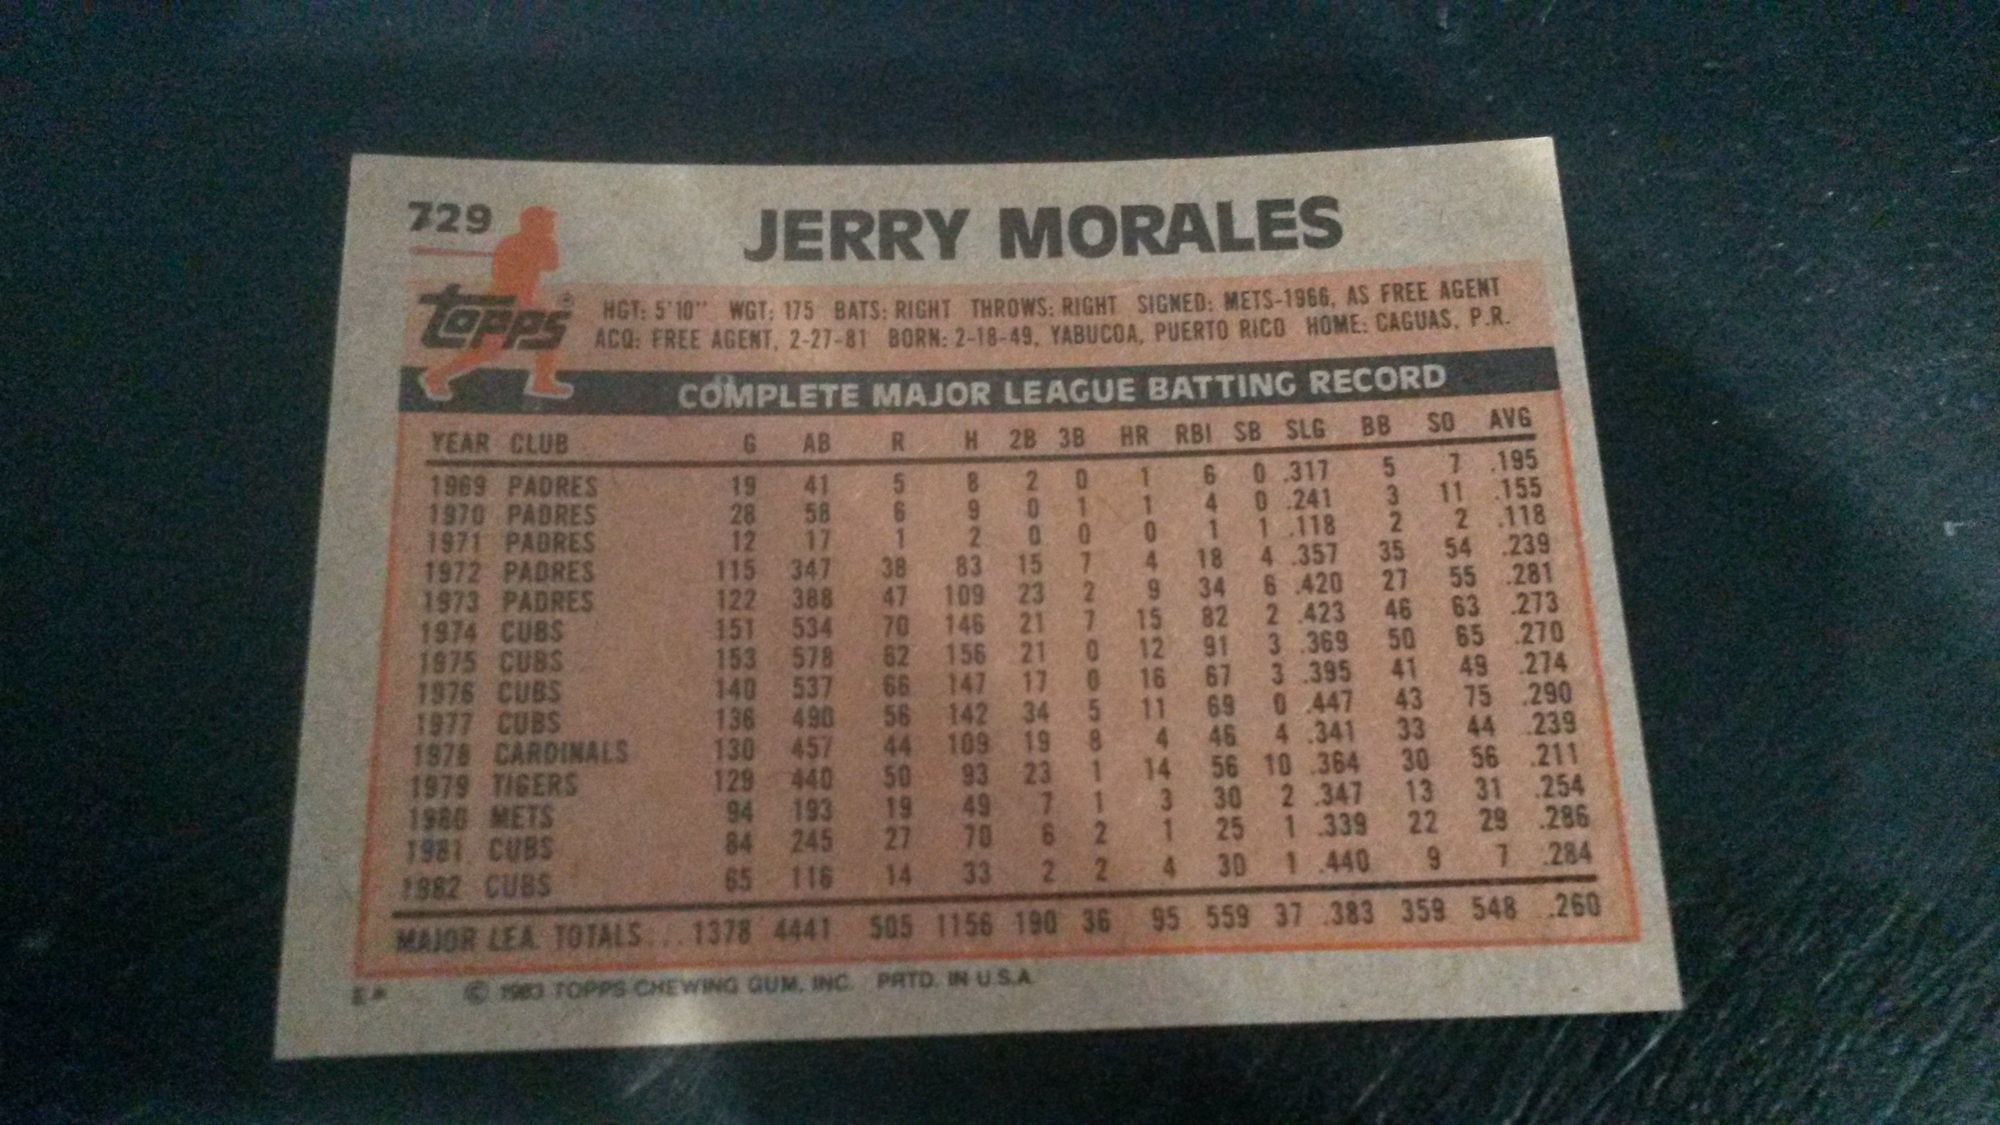 729
JERRY MORALES
topps®
HGT: 5'10" WGT: 175 BATS: RIGHT THROWS: RIGHT SIGNED: METS-1966, AS FREE AGENT
ACQ: FREE AGENT, 2-27-81 BORN: 2-18-49, YABUCOA, PUERTO RICO HOME: CAGUAS, P.R.
COMPLETE MAJOR LEAGUE BATTING RECORD
YEAR CLUB G AB R H 2B 3B HR RBI SB SLG BB SO AVG
1969 PADRES 19 41 5 8 2 0 1 6 0 .317 5 7 .195
1970 PADRES 28 58 6 9 0 1 1 4 0 .241 3 11 .155
1971 PADRES 12 17 1 2 0 0 0 1 1 .118 2 2 .118
1972 PADRES 115 347 38 83 15 7 4 18 4 .357 35 54 .239
1973 PADRES 122 388 47 109 23 2 9 34 6 .420 27 55 .281
1974 CUBS 151 534 70 146 21 7 15 82 2 .423 46 63 .273
1975 CUBS 153 578 62 156 21 0 12 91 3 .369 50 65 .270
1976 CUBS 140 537 66 147 17 0 16 67 3 .395 41 49 .274
1977 CUBS 136 490 56 142 34 5 11 69 0 .447 43 75 .290
1978 CARDINALS 130 457 44 109 19 8 4 46 4 .341 33 44 .239
1979 TIGERS 129 440 50 93 23 1 14 56 10 .364 30 56 .211
1980 METS 94 193 19 49 7 1 3 30 2 .347 13 31 .254
1981 CUBS 84 245 27 70 6 2 1 25 1 .339 22 29 .286
1982 CUBS 65 116 14 33 2 2 4 30 1 .440 9 7 .284
MAJOR LEA. TOTALS... 1378 4441 505 1156 190 36 95 559 37 .383 359 548 .260
E* © 1983 TOPPS CHEWING GUM, INC. PRTD. IN U.S.A.